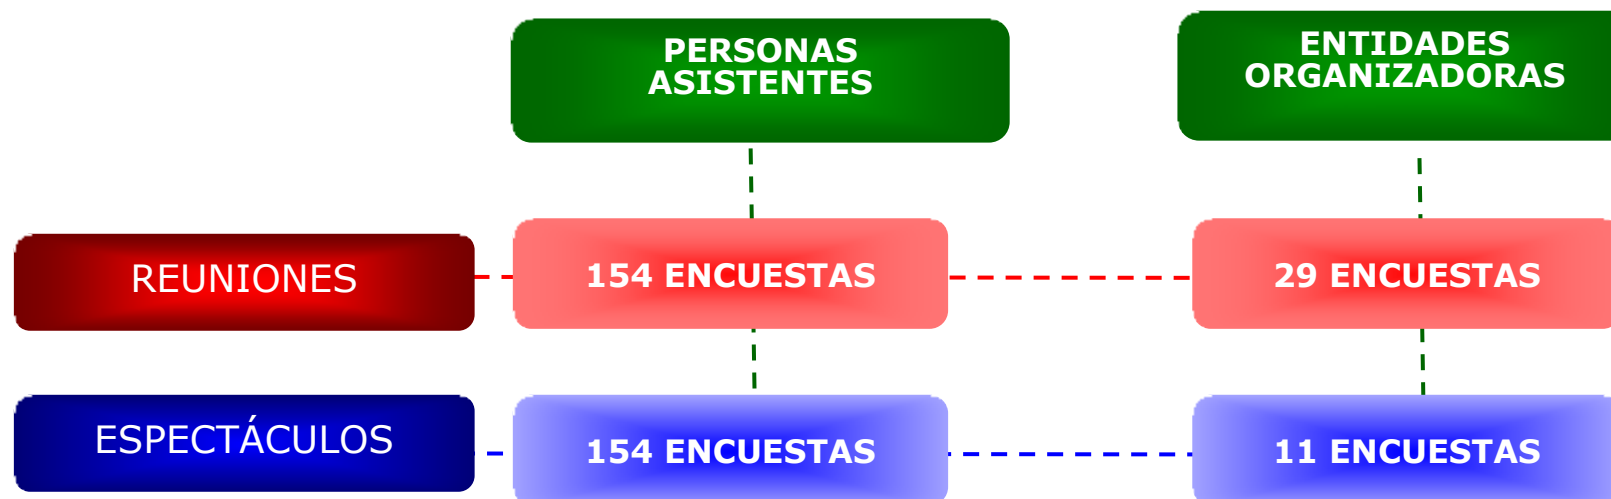 PERSONAS
ASISTENTES
ENTIDADES
ORGANIZADORAS
REUNIONES
154 ENCUESTAS
29 ENCUESTAS
ESPECTÁCULOS
154 ENCUESTAS
11 ENCUESTAS